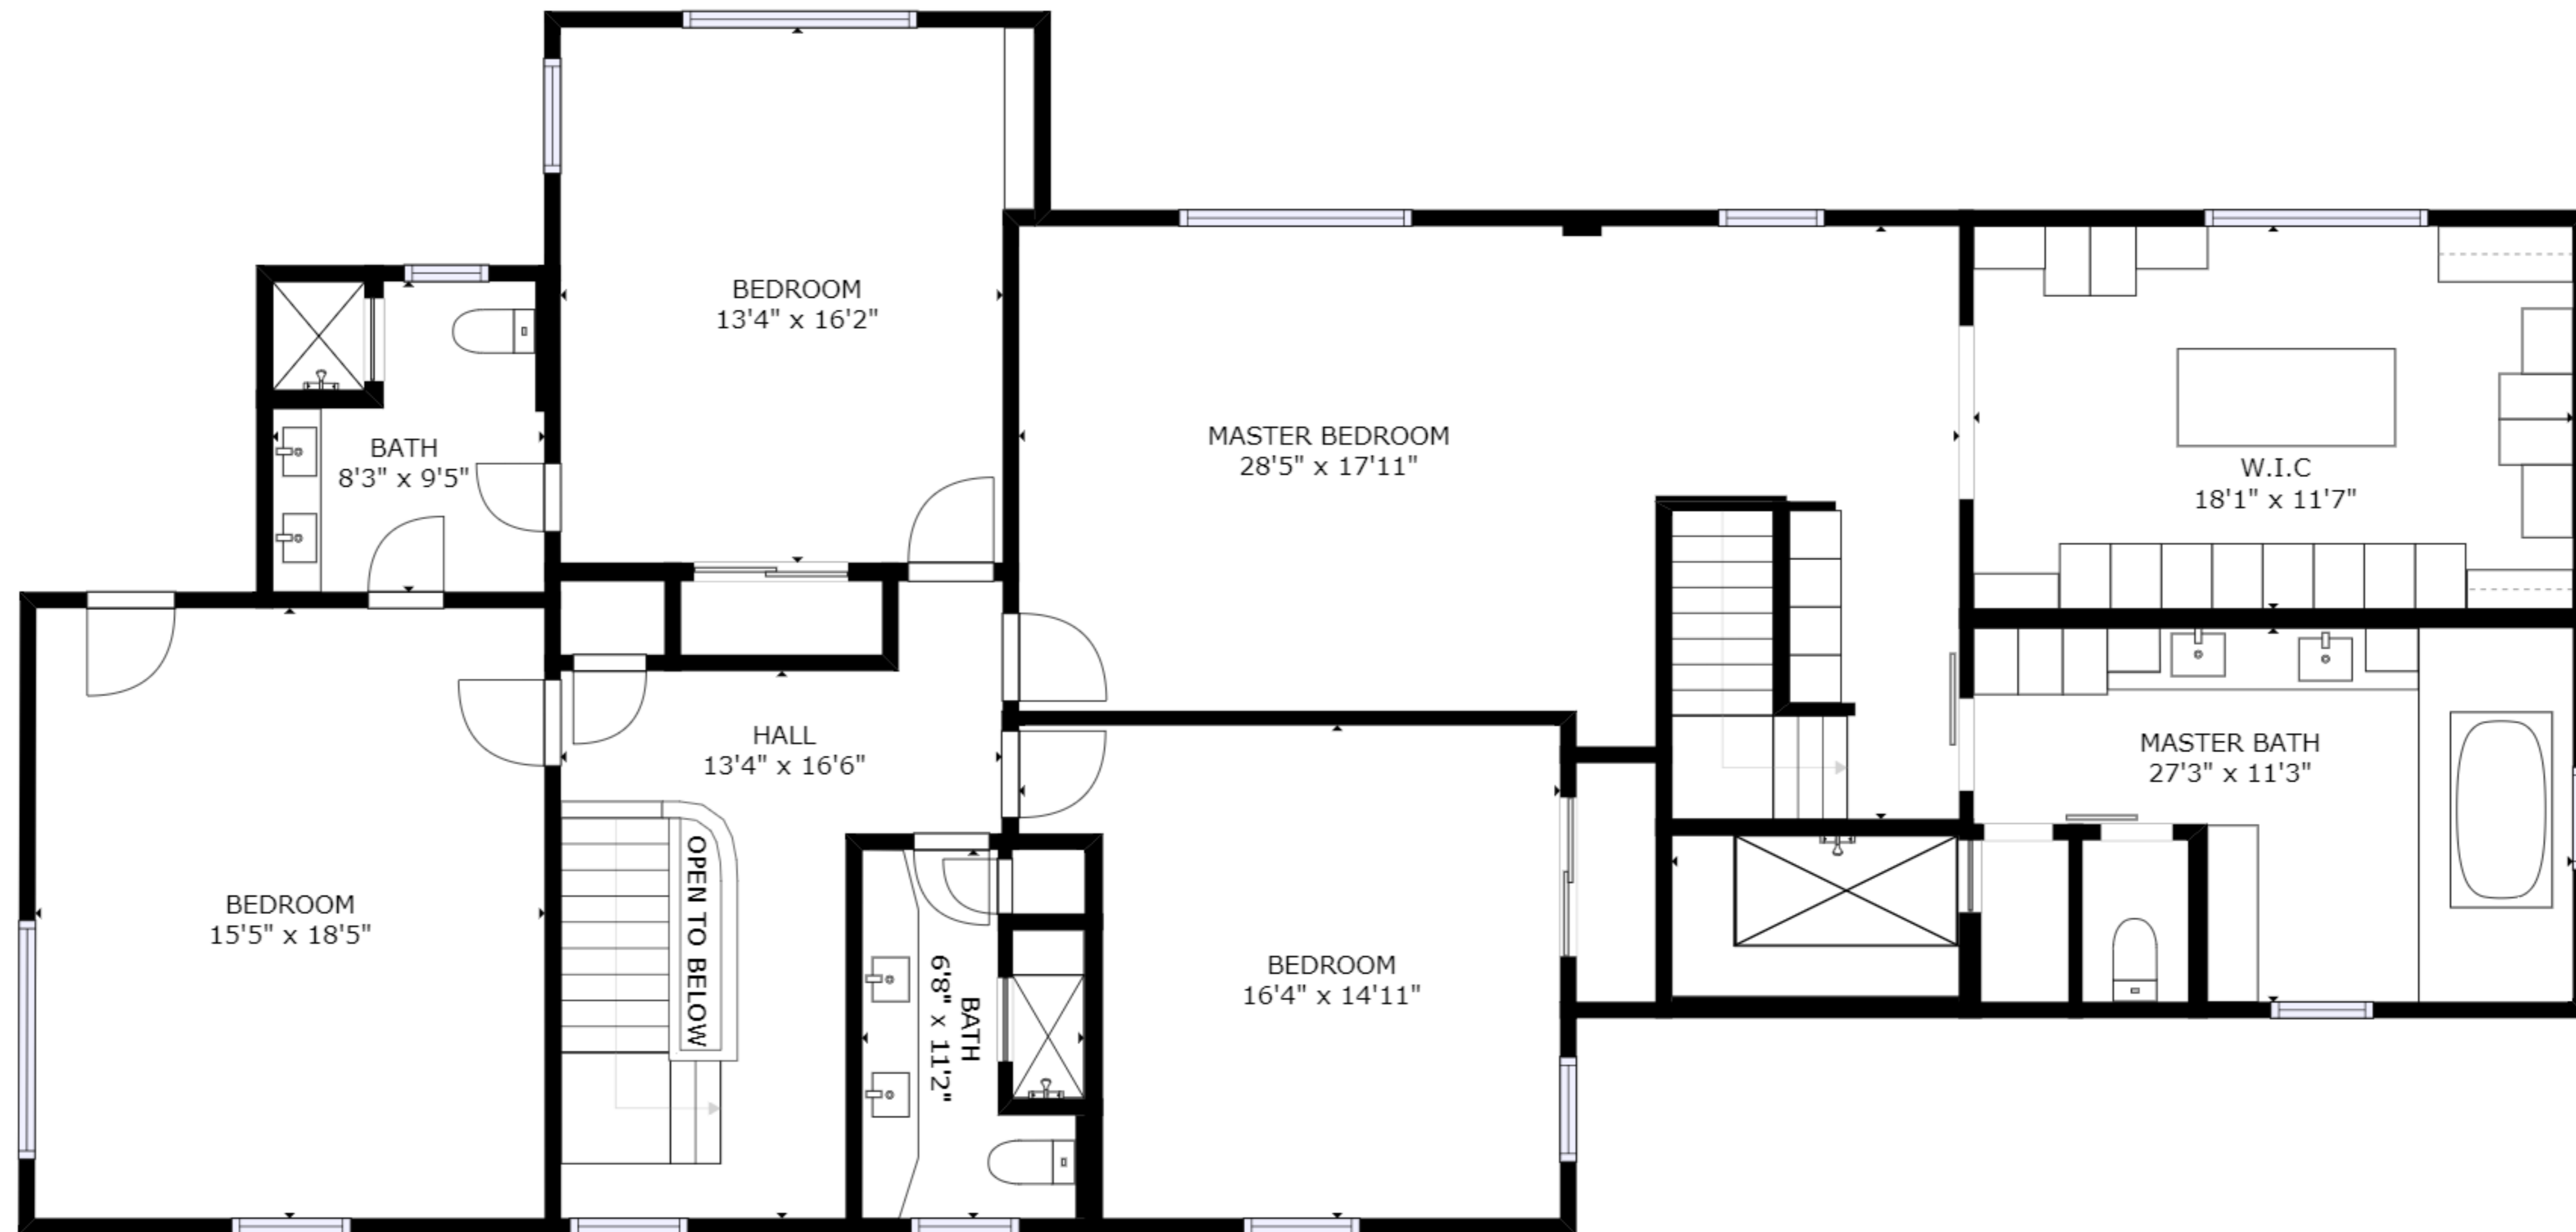 BEDROOM
13'4" x 16'2"
BATH
8'3" x 9'5"
MASTER BEDROOM
28'5" x 17'11"
W.I.C
18'1" x 11'7"
HALL
13'4" x 16'6"
MASTER BATH
27'3" x 11'3"
BEDROOM
15'5" x 18'5"
OPEN TO BELOW
BATH
6'8" x 11'2"
BEDROOM
16'4" x 14'11"